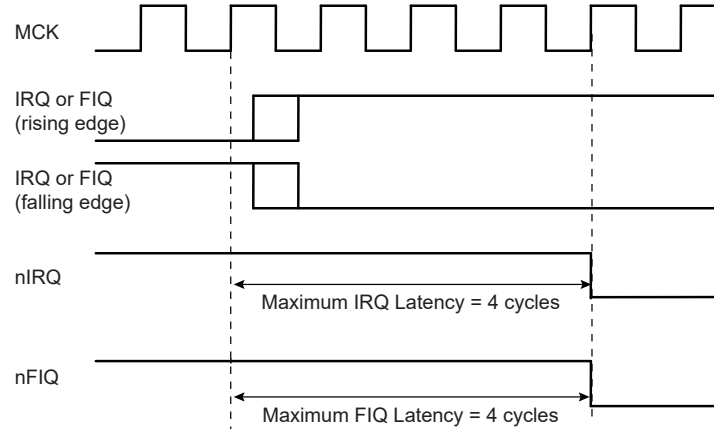 MCK
IRQ or FIQ
(rising edge)
IRQ or FIQ
(falling edge)
nIRQ
Maximum IRQ Latency = 4 cycles
nFIQ
Maximum FIQ Latency = 4 cycles